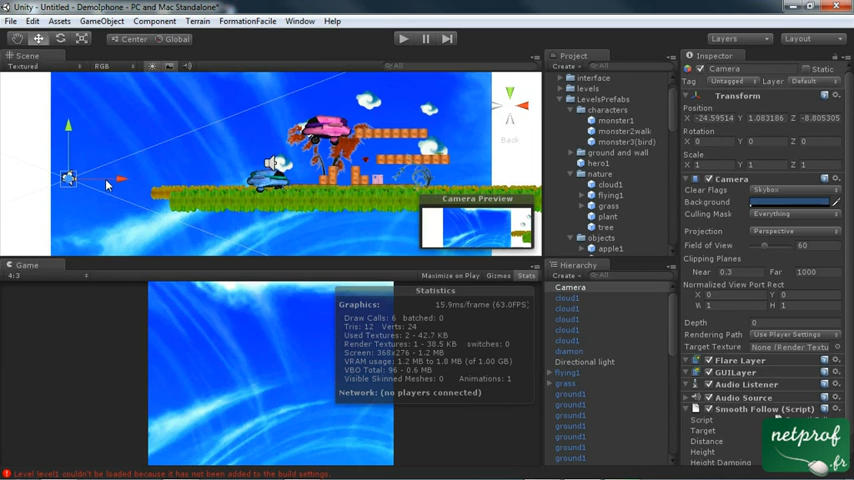 Unity - Untitled - DemoIphone - PC and Mac Standalone*
File Edit Assets GameObject Component Terrain FormationFacile Window Help
Center Global Layers Layout
Scene
Textured RGB All
Back
Camera Preview
Game
4:3 Maximize on Play Gizmos Stats
Statistics
Graphics: 15.9ms/frame (63.0FPS)
Draw Calls: 6 batched: 0
Tris: 12 Verts: 24
Used Textures: 2 - 42.7 KB
Render Textures: 1 - 38.5 KB switches: 0
Screen: 368x276 - 1.2 MB
VRAM usage: 1.2 MB to 1.8 MB (of 1.00 GB)
VBO Total: 96 - 0.6 MB
Visible Skinned Meshes: 0 Animations: 1
Network: (no players connected)
Project
Create All
interface
levels
LevelsPrefabs
characters
monster1
monster2walk
monster3(bird)
ground and wall
hero1
nature
cloud1
flying1
grass
plant
tree
objects
apple1
Hierarchy
Create All
Camera
cloud1
cloud1
cloud1
cloud1
cloud1
diamon
Directional light
flying1
grass
ground1
ground1
ground1
ground1
ground1
ground1
ground1
Inspector
Camera Static
Tag Untagged Layer Default
Transform
Position
X -24.59514 Y 1.083186 Z -8.805305
Rotation
X 0 Y 0 Z 0
Scale
X 1 Y 1 Z 1
Camera
Clear Flags Skybox
Background
Culling Mask Everything
Projection Perspective
Field of View 60
Clipping Planes
Near 0.3 Far 1000
Normalized View Port Rect
X 0 Y 0
W 1 H 1
Depth 0
Rendering Path Use Player Settings
Target Texture None (Render Textu
Flare Layer
GUILayer
Audio Listener
Audio Source
Smooth Follow (Script)
Script
Target
Distance
Height
Height Damping
netprof
.fr
Level level1 couldn't be loaded because it has not been added to the build settings.